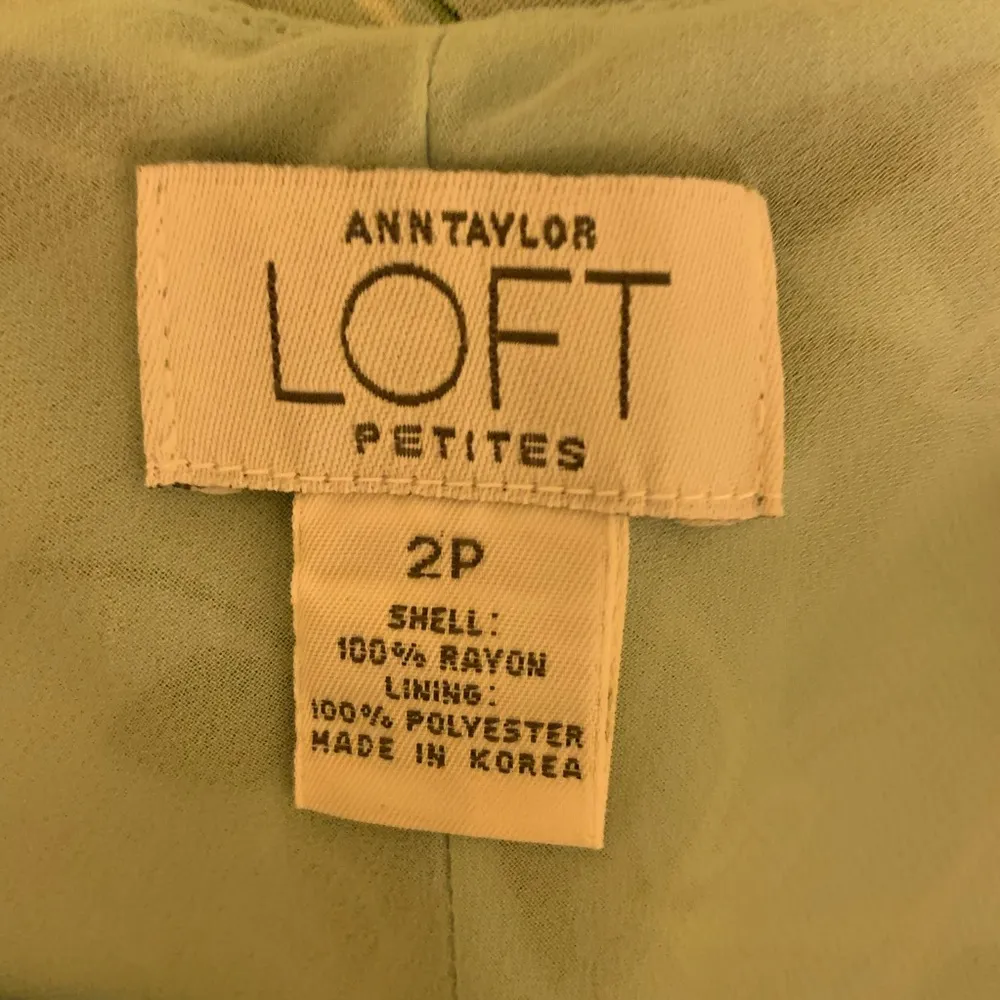 ANNTAYLOR
LOFT
PETITES
2P
SHELL:
100% RAYON
LINING:
100% POLYESTER
MADE IN KOREA